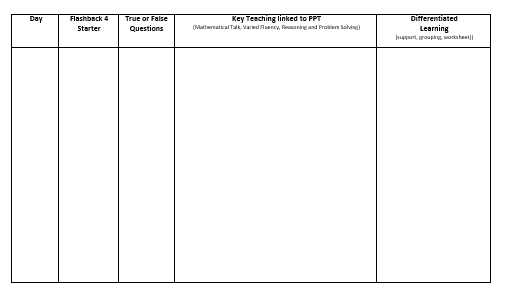 Day
Flashback 4
Starter
True or False
Questions
Key Teaching linked to PPT
(Mathematical Talk, Varied Fluency, Reasoning and Problem Solving)
Differentiated
Learning
(support, grouping, worksheet))